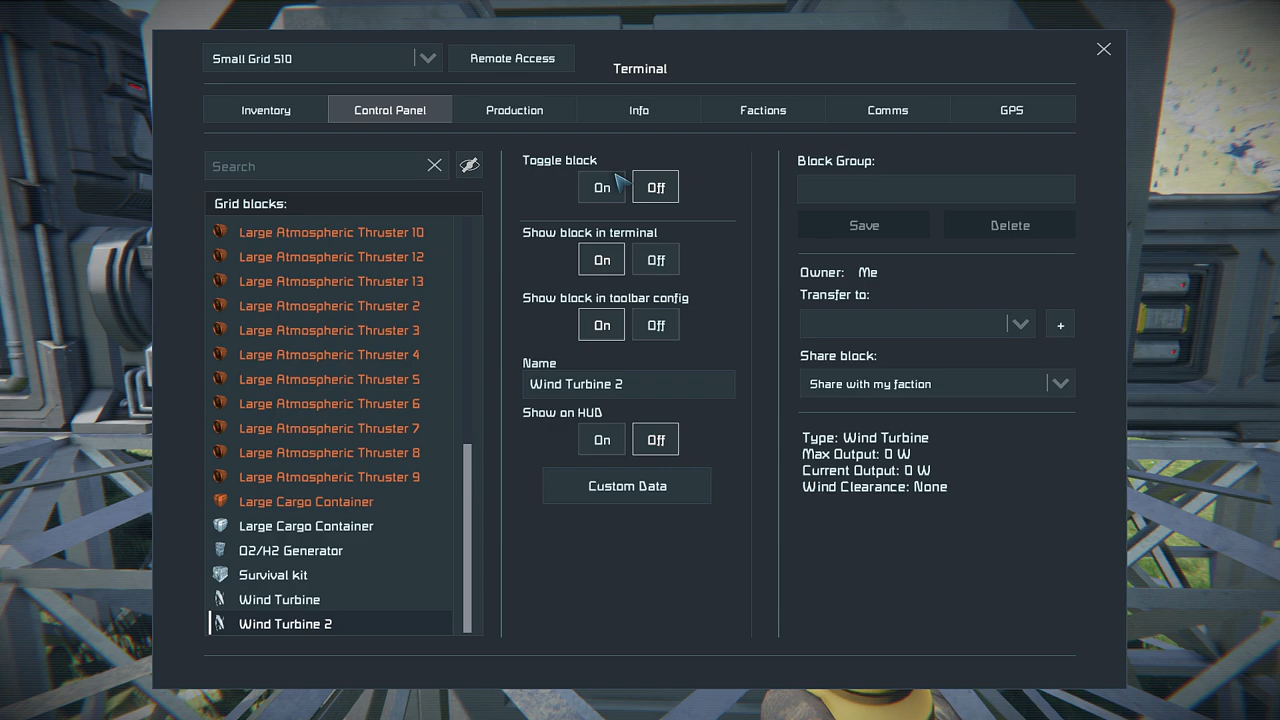 Small Grid 510
Remote Access
Terminal
Inventory
Control Panel
Production
Info
Factions
Comms
GPS
Search
Grid blocks:
Large Atmospheric Thruster 10
Large Atmospheric Thruster 12
Large Atmospheric Thruster 13
Large Atmospheric Thruster 2
Large Atmospheric Thruster 3
Large Atmospheric Thruster 4
Large Atmospheric Thruster 5
Large Atmospheric Thruster 6
Large Atmospheric Thruster 7
Large Atmospheric Thruster 8
Large Atmospheric Thruster 9
Large Cargo Container
Large Cargo Container
O2/H2 Generator
Survival kit
Wind Turbine
Wind Turbine 2
Toggle block
On Off
Show block in terminal
On Off
Show block in toolbar config
On Off
Name
Wind Turbine 2
Show on HUD
On Off
Custom Data
Block Group:
Save
Delete
Owner: Me
Transfer to:
+
Share block:
Share with my faction
Type: Wind Turbine
Max Output: 0 W
Current Output: 0 W
Wind Clearance: None